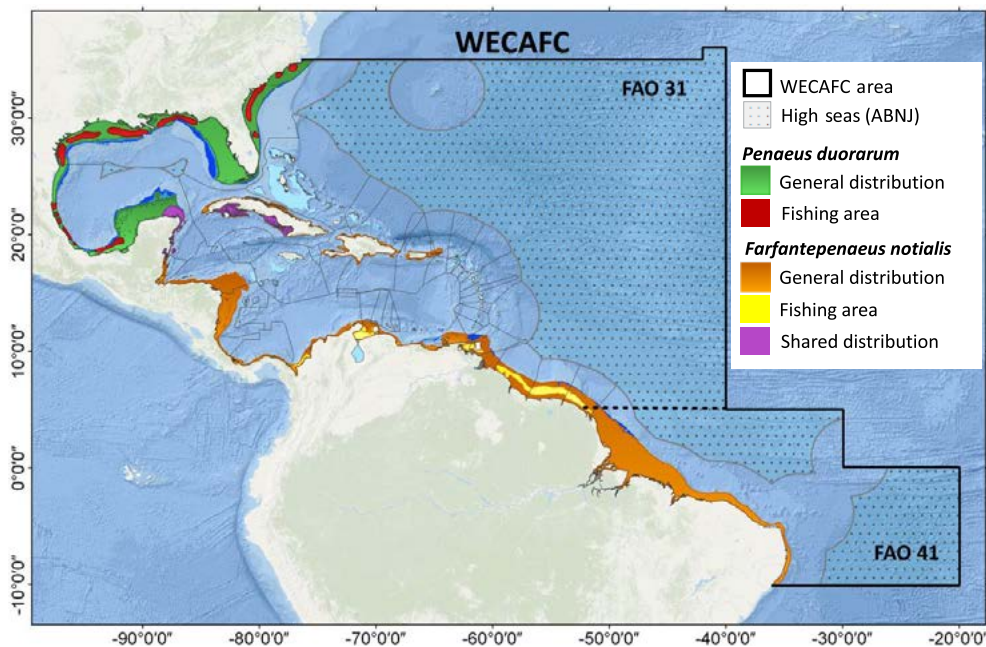 WECAFC
FAO 31
WECAFC area
High seas (ABNJ)
Penaeus duorarum
General distribution
Fishing area
Farfantepenaeus notialis
General distribution
Fishing area
Shared distribution
FAO 41
30°0'0"
20°0'0"
10°0'0"
0°0'0"
-10°0'0"
-90°0'0"
-80°0'0"
-70°0'0"
-60°0'0"
-50°0'0"
-40°0'0"
-30°0'0"
-20°0'0"